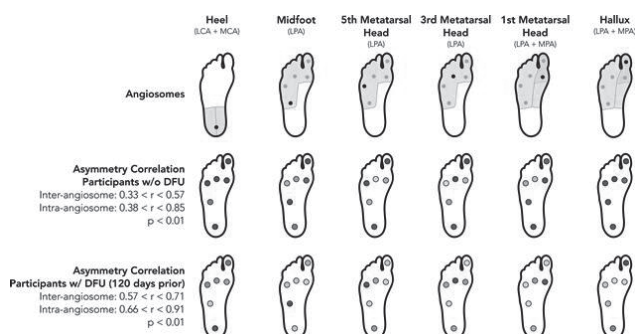 Heel
(LCA + MCA)
Midfoot
(LPA)
5th Metatarsal
Head
(LPA)
3rd Metatarsal
Head
(LPA)
1st Metatarsal
Head
(LPA + MPA)
Hallux
(LPA + MPA)
Angiosomes
Asymmetry Correlation
Participants w/o DFU
Inter-angiosome: 0.33 < r < 0.57
Intra-angiosome: 0.38 < r < 0.85
p < 0.01
Asymmetry Correlation
Participants w/ DFU (120 days prior)
Inter-angiosome: 0.57 < r < 0.71
Intra-angiosome: 0.66 < r < 0.91
p < 0.01